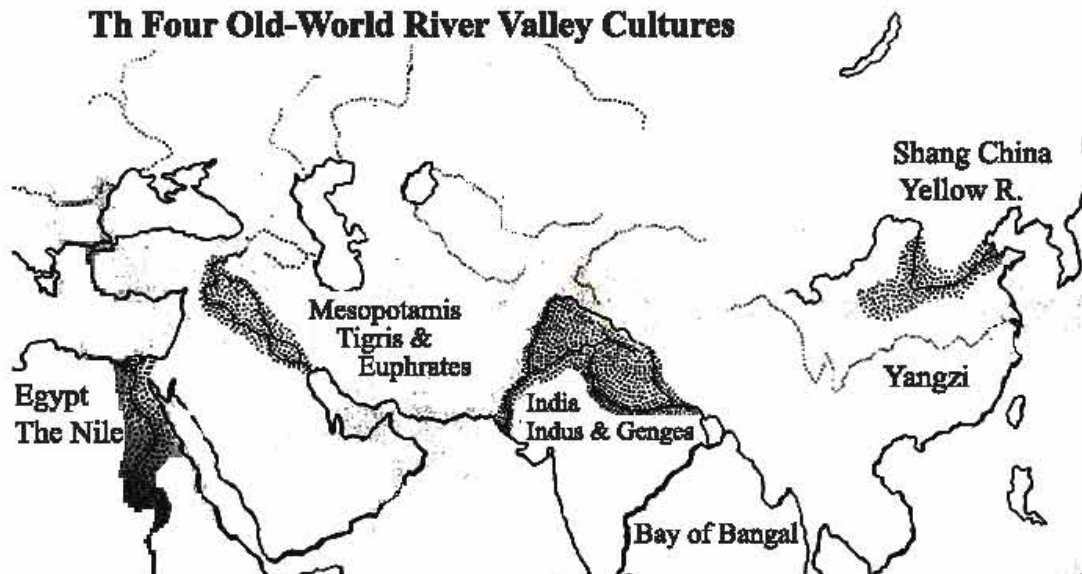 Th Four Old-World River Valley Cultures
Shang China
Yellow R.
Mesopotamis
Tigris &
Euphrates
Egypt
The Nile
India
Indus & Genges
Yangzi
Bay of Bangal